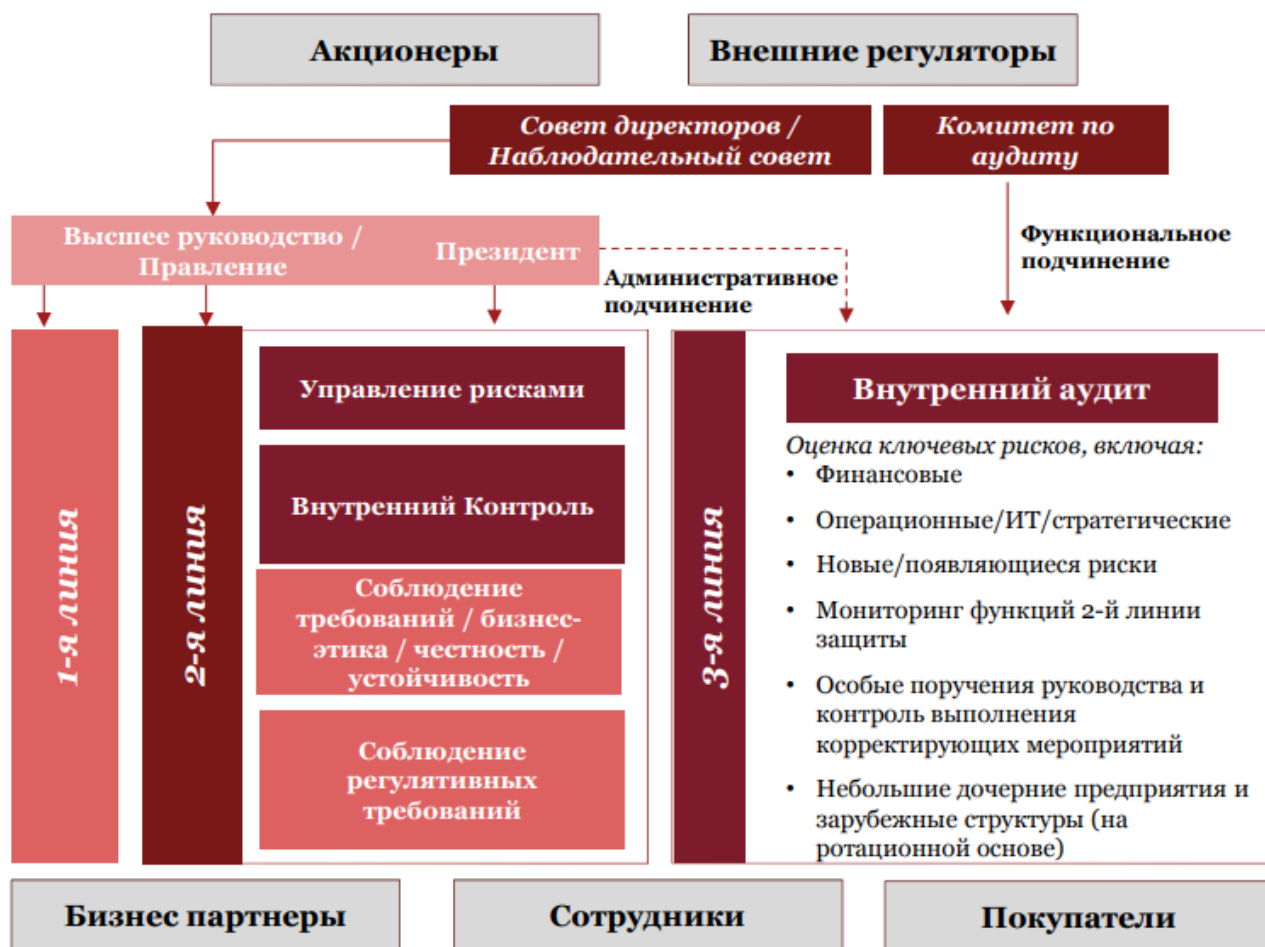 Акционеры
Внешние регуляторы
Совет директоров /
Наблюдательный совет
Комитет по
аудиту
Высшее руководство /
Правление
Президент
Административное
подчинение
Функциональное
подчинение
1-я линия
2-я линия
Управление рисками
Внутренний Контроль
Соблюдение
требований / бизнес-
этика / честность /
устойчивость
Соблюдение
регулятивных
требований
3-я линия
Внутренний аудит
Оценка ключевых рисков, включая:
• Финансовые
• Операционные/ИТ/стратегические
• Новые/появляющиеся риски
• Мониторинг функций 2-й линии
защиты
• Особые поручения руководства и
контроль выполнения
корректирующих мероприятий
• Небольшие дочерние предприятия и
зарубежные структуры (на
ротационной основе)
Бизнес партнеры
Сотрудники
Покупатели